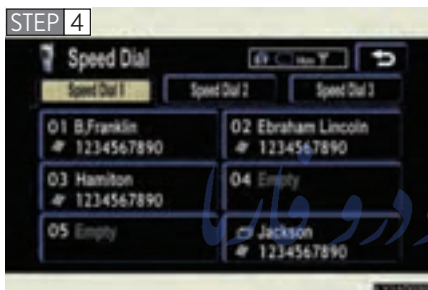 STEP 4
Speed Dial
Speed Dial 1 Speed Dial 2 Speed Dial 3
01 B,Franklin
1234567890
02 Ebraham Lincoln
1234567890
03 Hamiton
1234567890
04 Empty
05 Empty
Jackson
1234567890